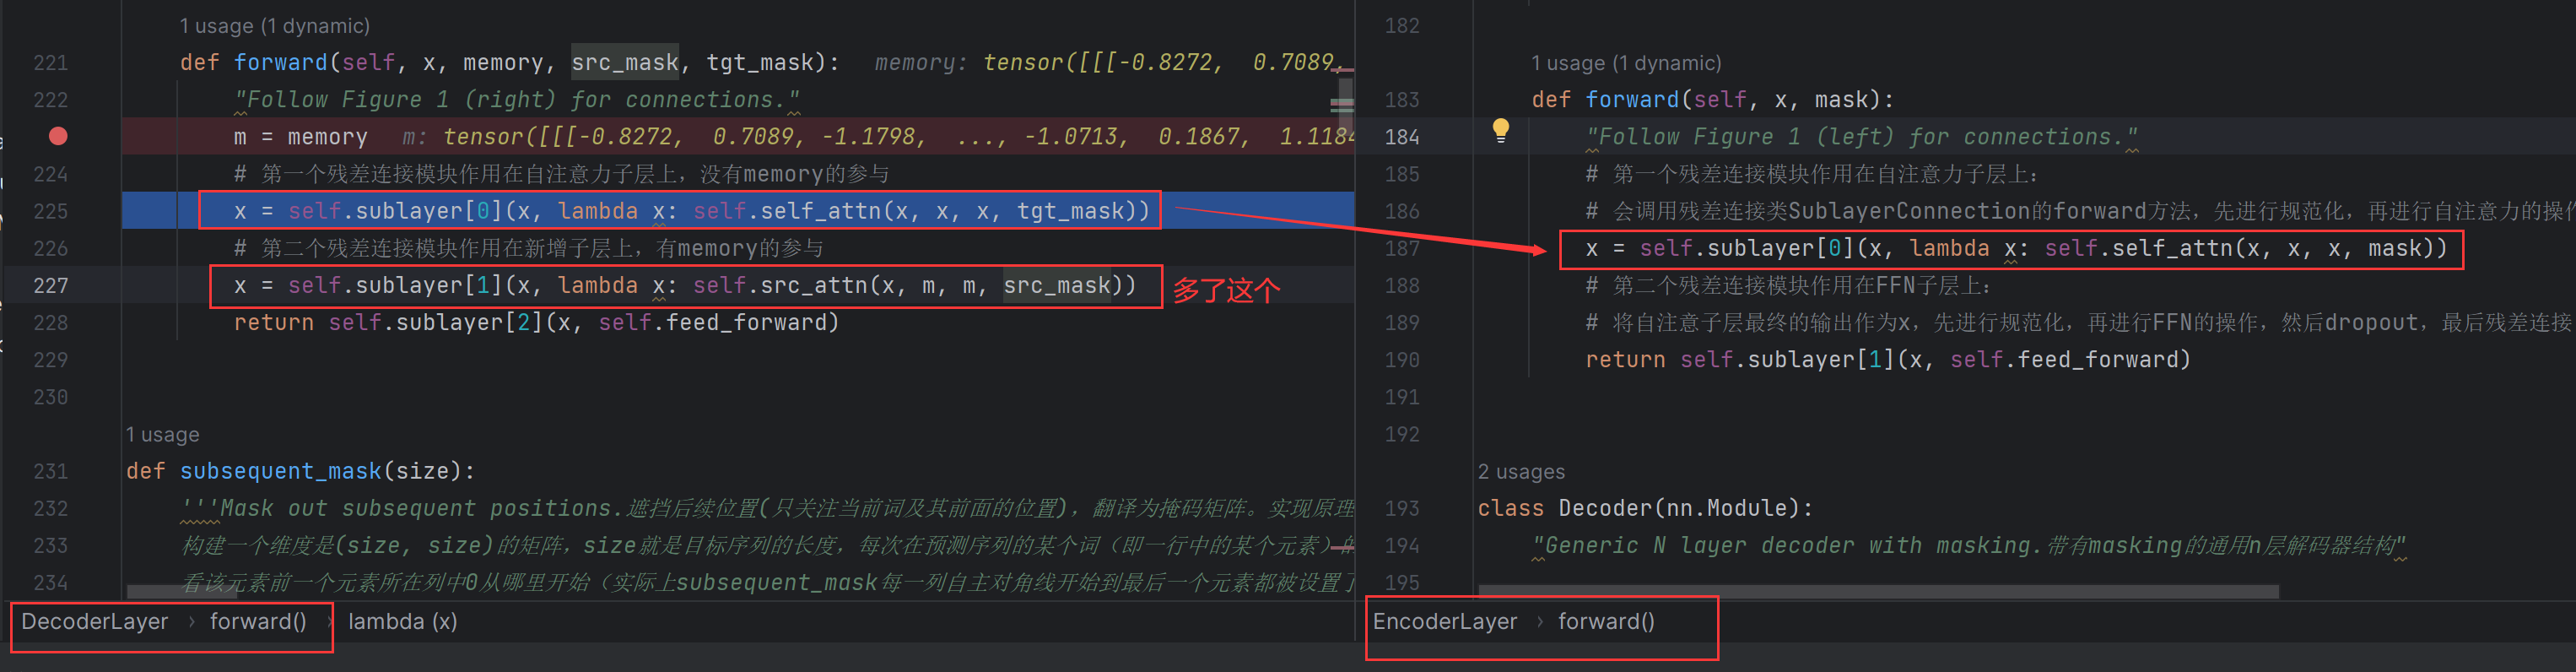 1 usage (1 dynamic)
221 def forward(self, x, memory, src_mask, tgt_mask): memory: tensor([[[-0.8272, 0.7089,
222 "Follow Figure 1 (right) for connections."
m = memory m: tensor([[[-0.8272, 0.7089, -1.1798, ..., -1.0713, 0.1867, 1.1184
224 # 第一个残差连接模块作用在自注意力子层上，没有memory的参与
225 x = self.sublayer[0](x, lambda x: self.self_attn(x, x, x, tgt_mask))
226 # 第二个残差连接模块作用在新增子层上，有memory的参与
227 x = self.sublayer[1](x, lambda x: self.src_attn(x, m, m, src_mask)) 多了这个
228 return self.sublayer[2](x, self.feed_forward)
229
230
1 usage
231 def subsequent_mask(size):
232 '''Mask out subsequent positions.遮挡后续位置(只关注当前词及其前面的位置)，翻译为掩码矩阵。实现原理
233 构建一个维度是(size, size)的矩阵，size就是目标序列的长度，每次在预测序列的某个词（即一行中的某个元素）的
234 看该元素前一个元素所在列中0从哪里开始（实际上subsequent_mask每一列自主对角线开始到最后一个元素都被设置了
DecoderLayer › forward() › lambda (x)
182
1 usage (1 dynamic)
183 def forward(self, x, mask):
184 "Follow Figure 1 (left) for connections."
185 # 第一个残差连接模块作用在自注意力子层上：
186 # 会调用残差连接类SublayerConnection的forward方法，先进行规范化，再进行自注意力的操作
187 x = self.sublayer[0](x, lambda x: self.self_attn(x, x, x, mask))
188 # 第二个残差连接模块作用在FFN子层上：
189 # 将自注意子层最终的输出作为x，先进行规范化，再进行FFN的操作，然后dropout，最后残差连接
190 return self.sublayer[1](x, self.feed_forward)
191
192
2 usages
193 class Decoder(nn.Module):
194 "Generic N layer decoder with masking.带有masking的通用n层解码器结构"
195
EncoderLayer › forward()